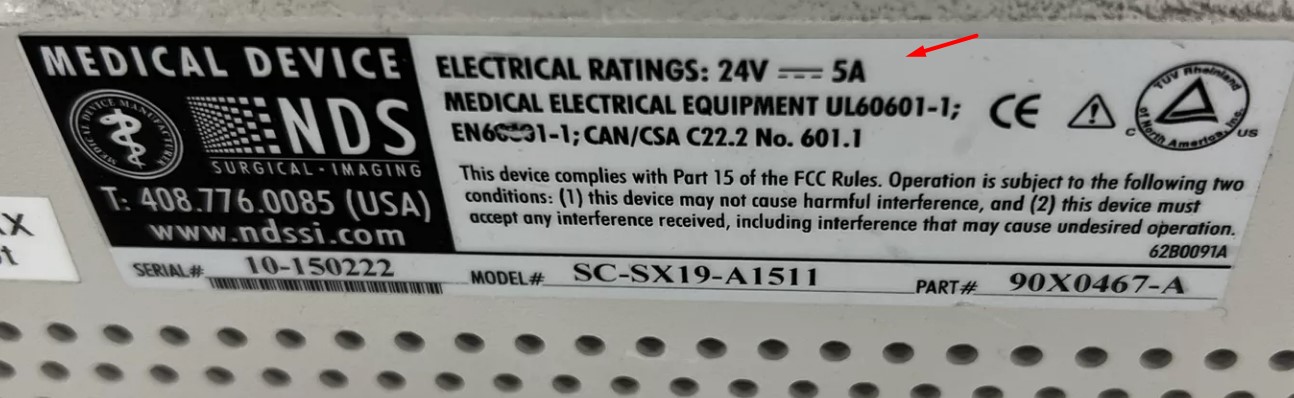 MEDICAL DEVICE
MEDICAL DEVICE MANUFACTURER
NDS
SURGICAL-IMAGING
T: 408.776.0085 (USA)
www.ndssi.com
ELECTRICAL RATINGS: 24V ⎓ 5A
MEDICAL ELECTRICAL EQUIPMENT UL60601-1;
-1; CAN/CSA C22.2 No. 601.1
CE
TUV Rheinland
of North America, Inc.
C US
This device complies with Part 15 of the FCC Rules. Operation is subject to the following two
conditions: (1) this device may not cause harmful interference, and (2) this device must
accept any interference received, including interference that may cause undesired operation.
62B0091A
SERIAL# 10-150222
MODEL# SC-SX19-A1511
PART# 90X0467-A
X
t